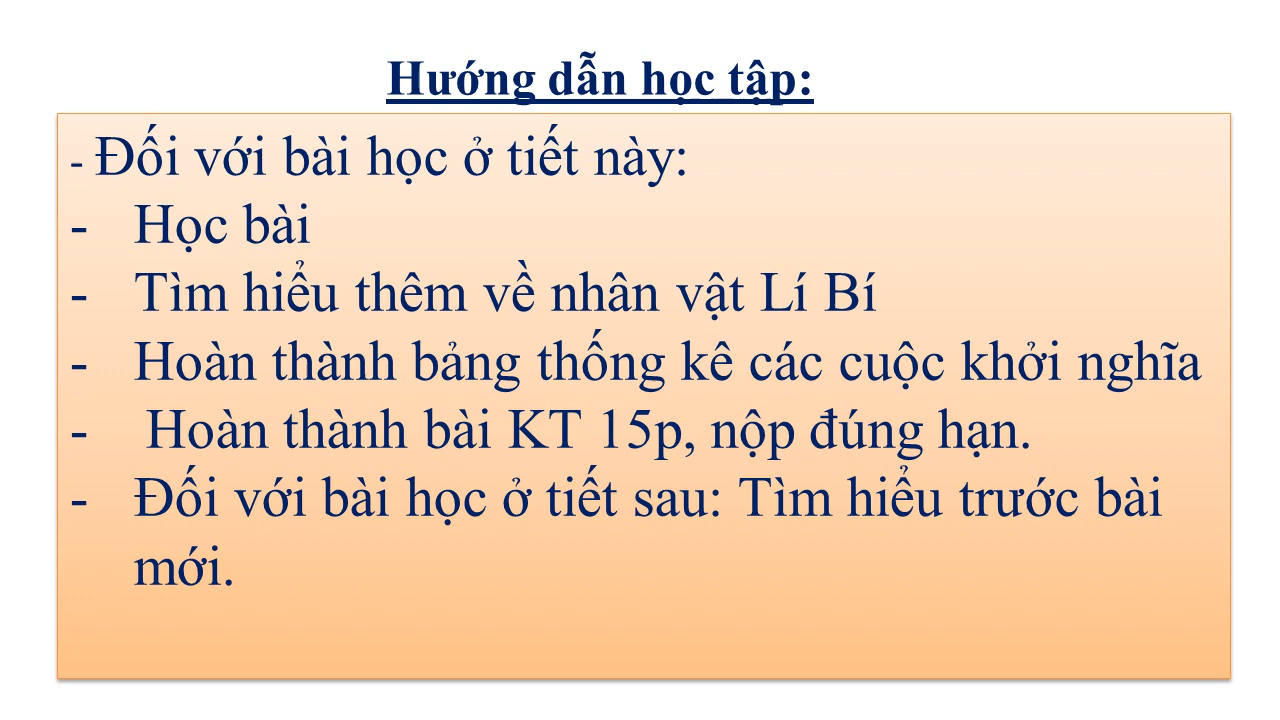 Hướng dẫn học tập:
- Đối với bài học ở tiết này:
- Học bài
- Tìm hiểu thêm về nhân vật Lí Bí
- Hoàn thành bảng thống kê các cuộc khởi nghĩa
- Hoàn thành bài KT 15p, nộp đúng hạn.
- Đối với bài học ở tiết sau: Tìm hiểu trước bài
mới.